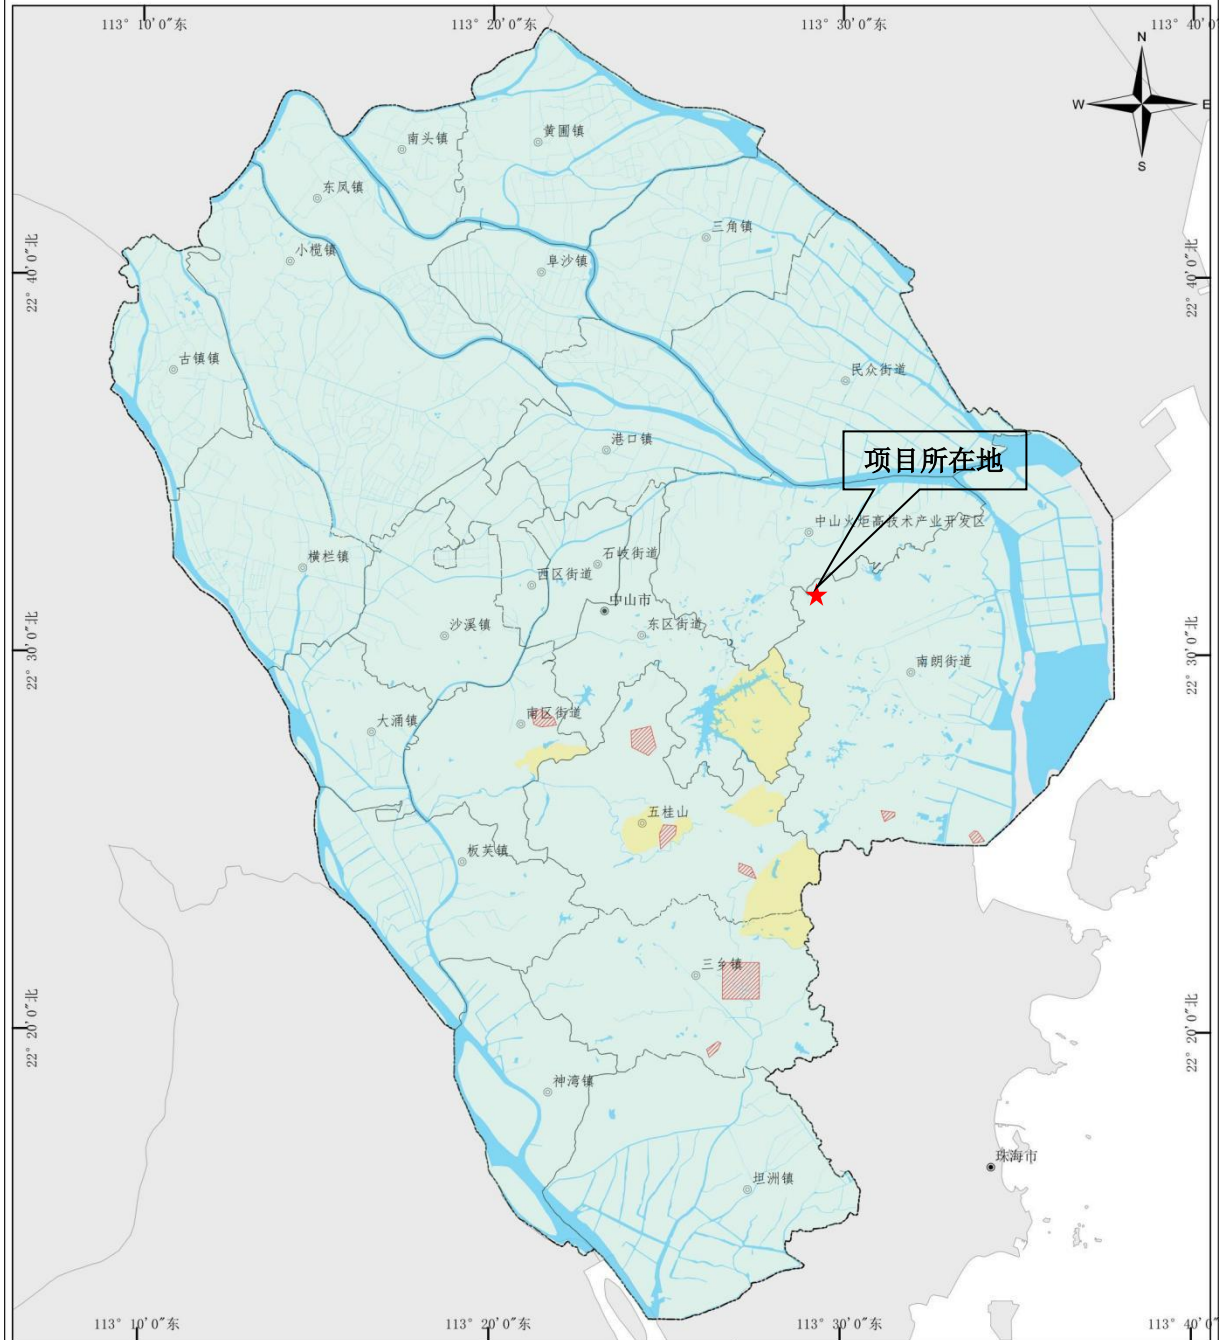 113° 10′0″东
113° 20′0″东
113° 30′0″东
113° 40′0″东
N
W
E
S
黄圃镇
南头镇
东凤镇
三角镇
小榄镇
阜沙镇
22° 40′0″北
22° 40′0″北
古镇镇
民众街道
港口镇
项目所在地
中山火炬高技术产业开发区
石岐街道
横栏镇
西区街道
中山市
沙溪镇
东区街道
22° 30′0″北
22° 30′0″北
南朗街道
大涌镇
南区街道
五桂山
板芙镇
三乡镇
22° 20′0″北
22° 20′0″北
神湾镇
珠海市
坦洲镇
113° 10′0″东
113° 20′0″东
113° 30′0″东
113° 40′0″